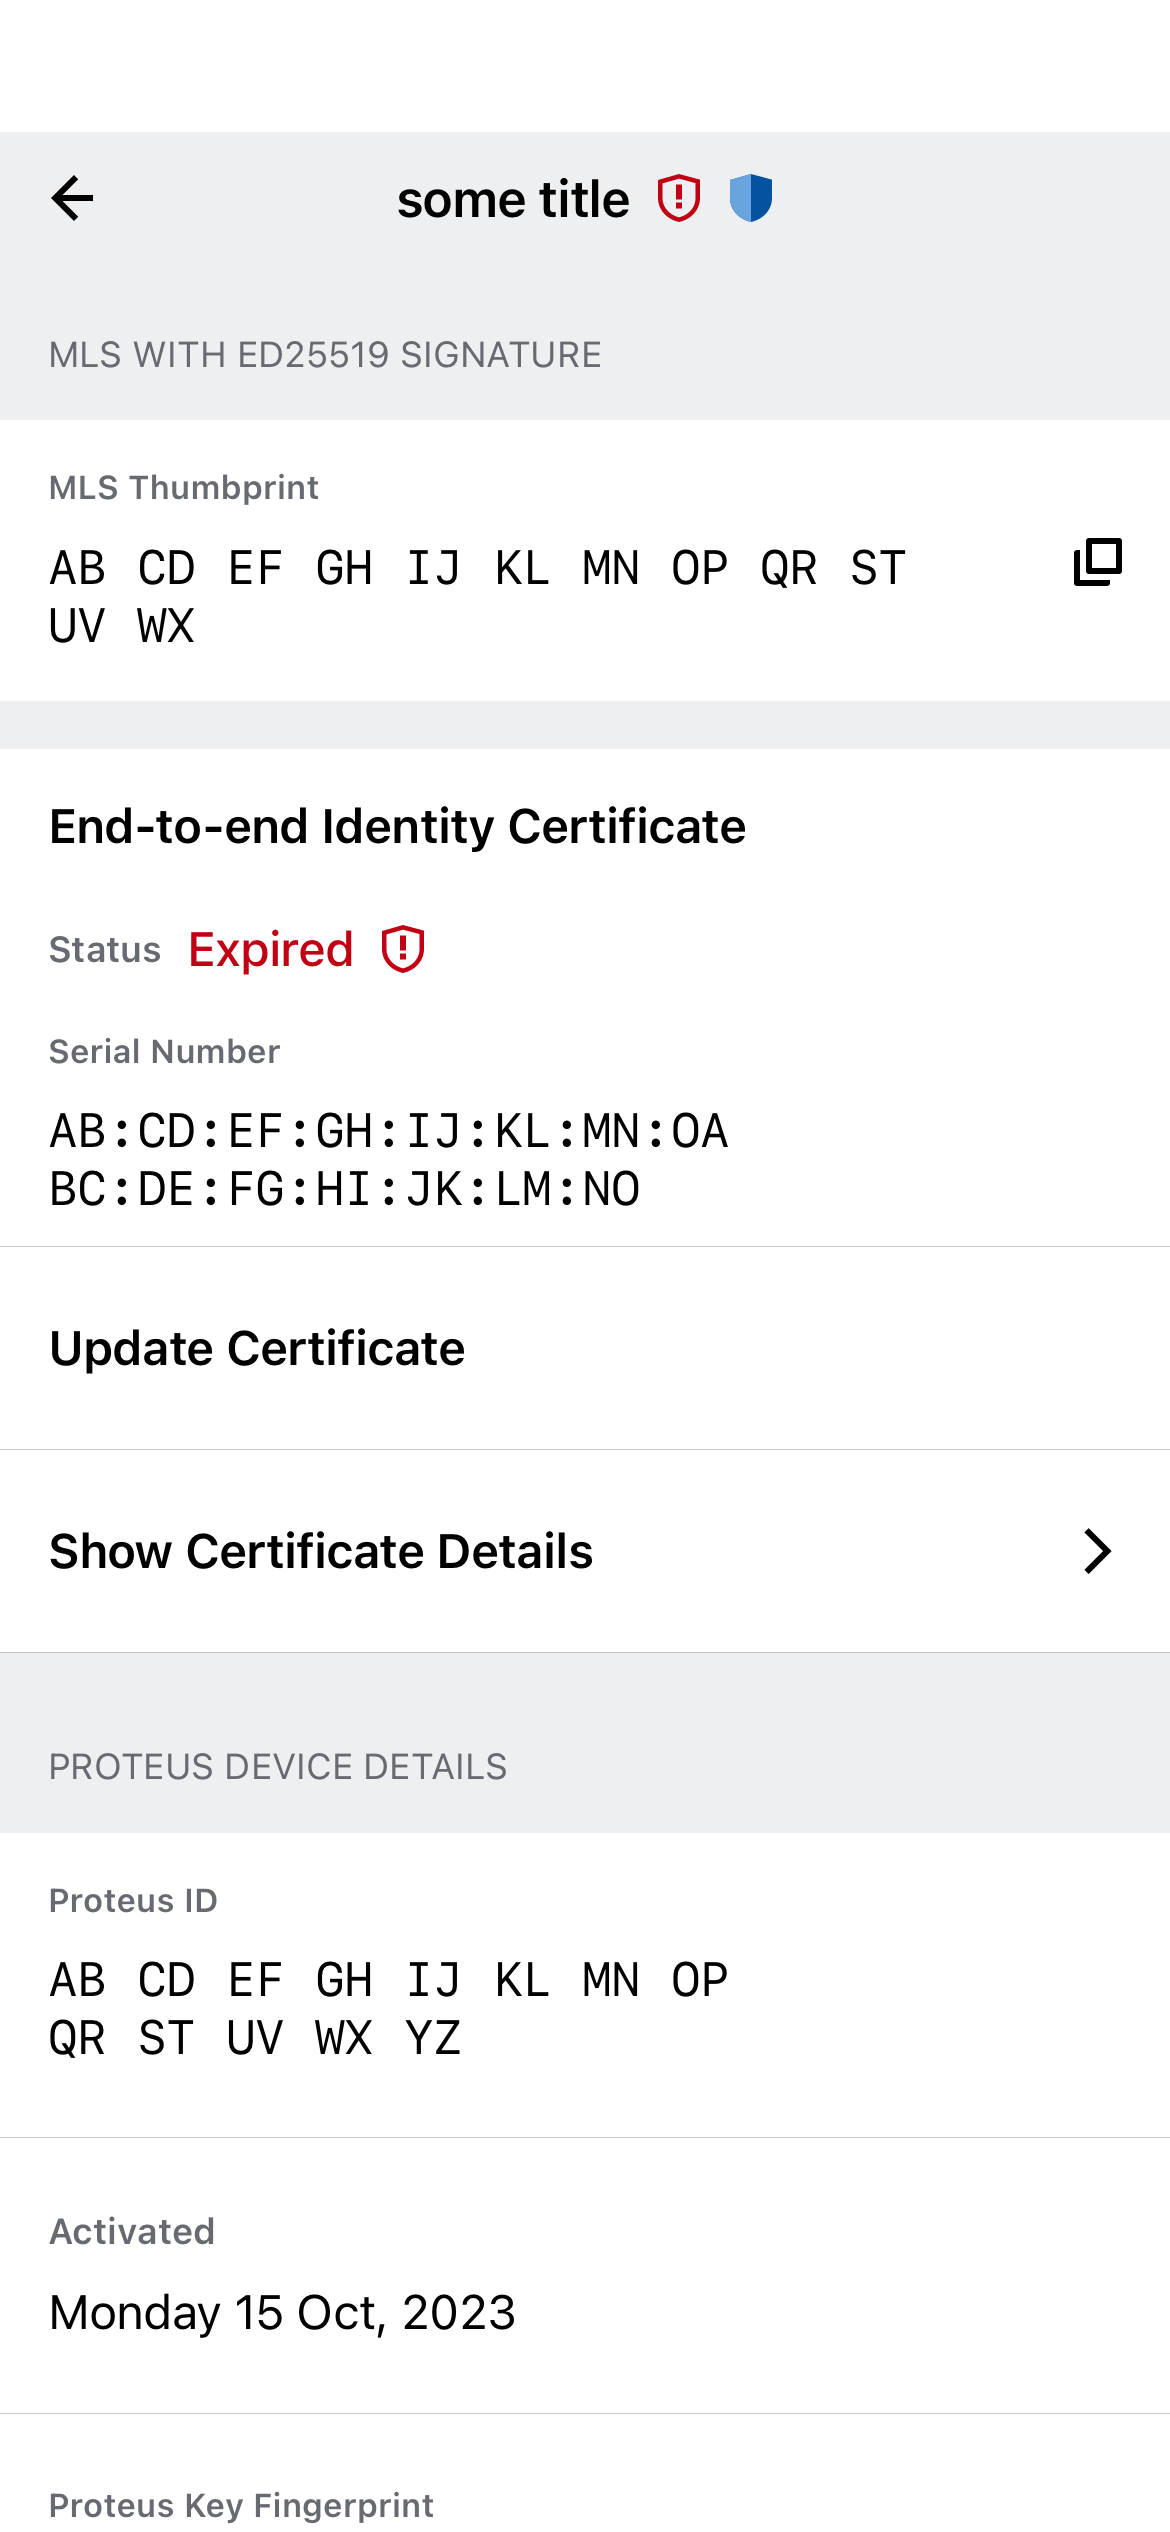 some title
MLS WITH ED25519 SIGNATURE
MLS Thumbprint
AB CD EF GH IJ KL MN OP QR ST
UV WX
End-to-end Identity Certificate
Status Expired
Serial Number
AB:CD:EF:GH:IJ:KL:MN:OA
BC:DE:FG:HI:JK:LM:NO
Update Certificate
Show Certificate Details
PROTEUS DEVICE DETAILS
Proteus ID
AB CD EF GH IJ KL MN OP
QR ST UV WX YZ
Activated
Monday 15 Oct, 2023
Proteus Key Fingerprint